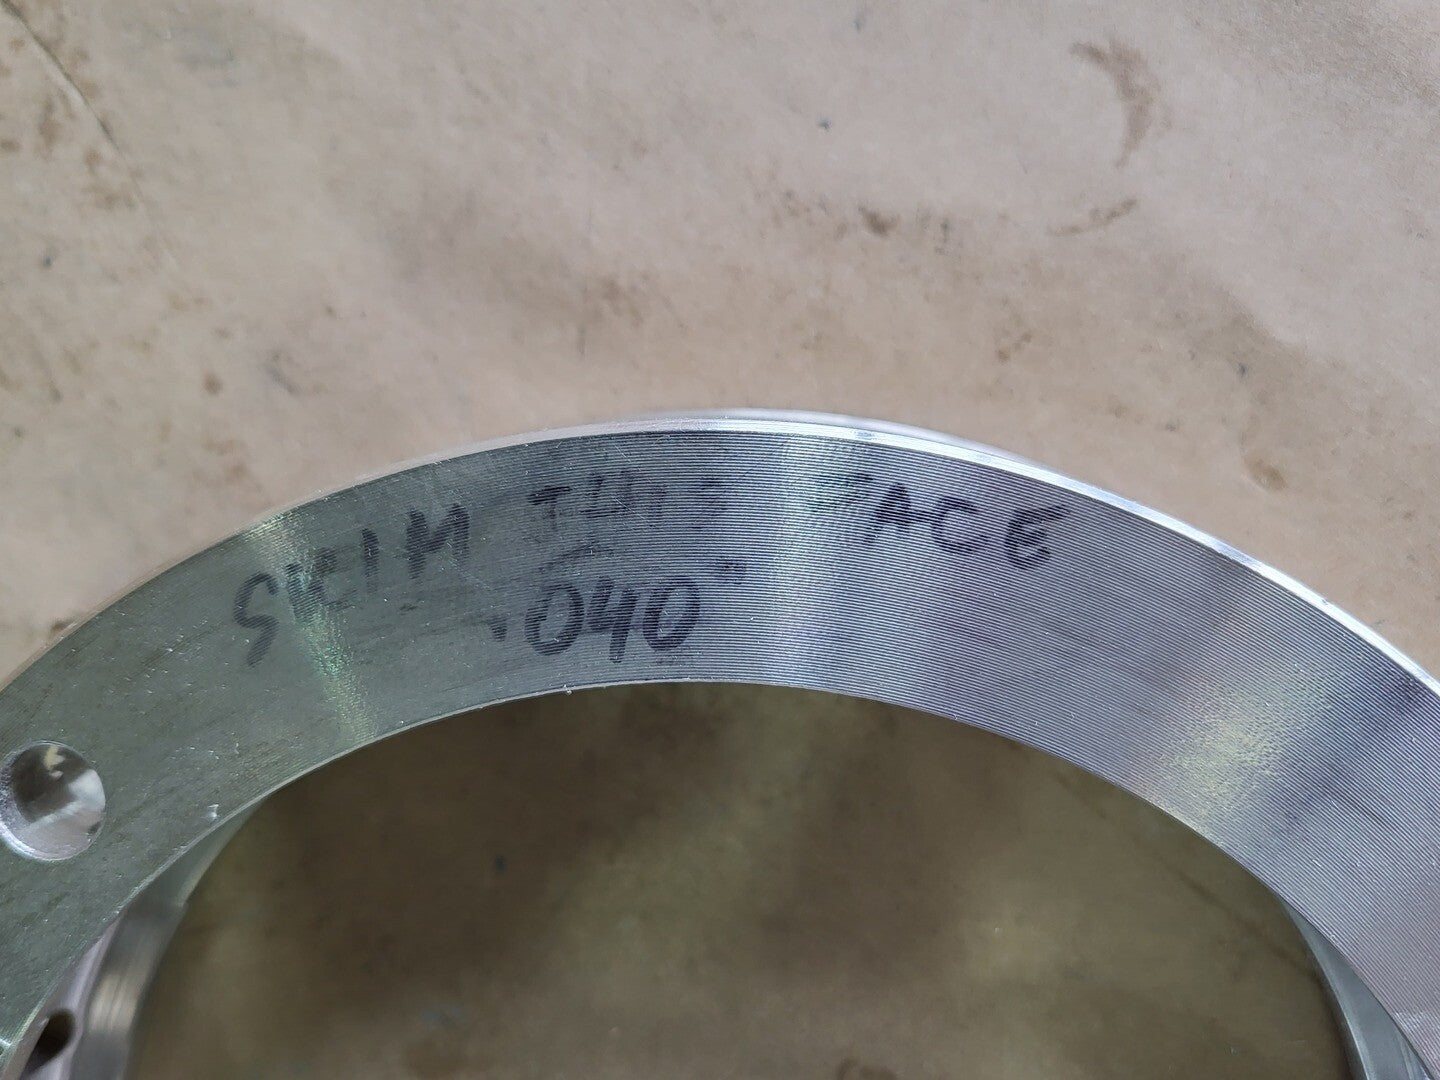 SKIM THIS FACE
.040"